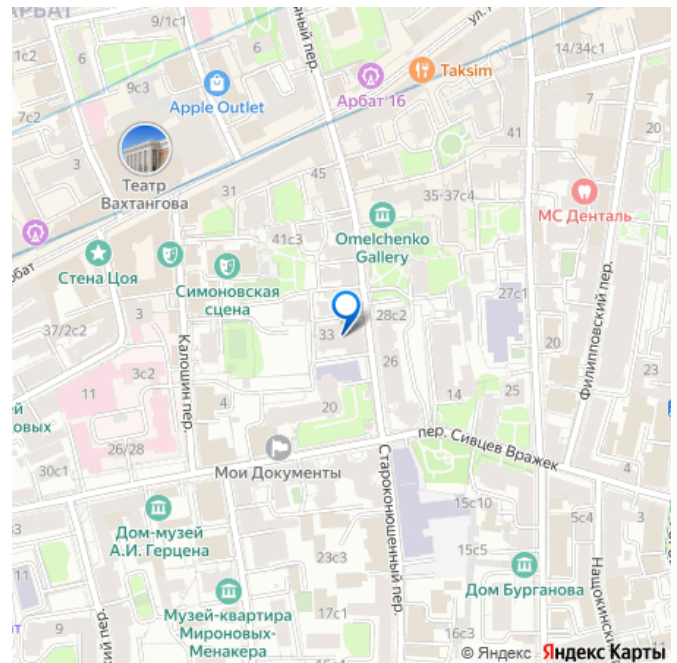 АРБАТ
9/1с1
6
9с3
7с2
6
Apple Outlet
яный пер.
ул.
Арбат 16
Taksim
14/34с1
7
20
41
3
Театр
Вахтангова
31
45
35-37с4
МС Денталь
Omelchenko
Gallery
41с3
Стена Цоя
Симоновская
сцена
37/2с2
3
33
28с2
27с1
20
Филипповский пер.
11
3с2
Калошин пер.
4
26
14
25
20
26/28
30с1
Мои Документы
пер. Сивцев Вражек
4
Староконюшенный пер.
15с10
5с4
Дом-музей
А.И. Герцена
23с3
15с5
Дом Бурганова
11
9
Музей-квартира
Мироновых-
Менакера
17с1
16с3
3
© Яндекс Яндекс Карты